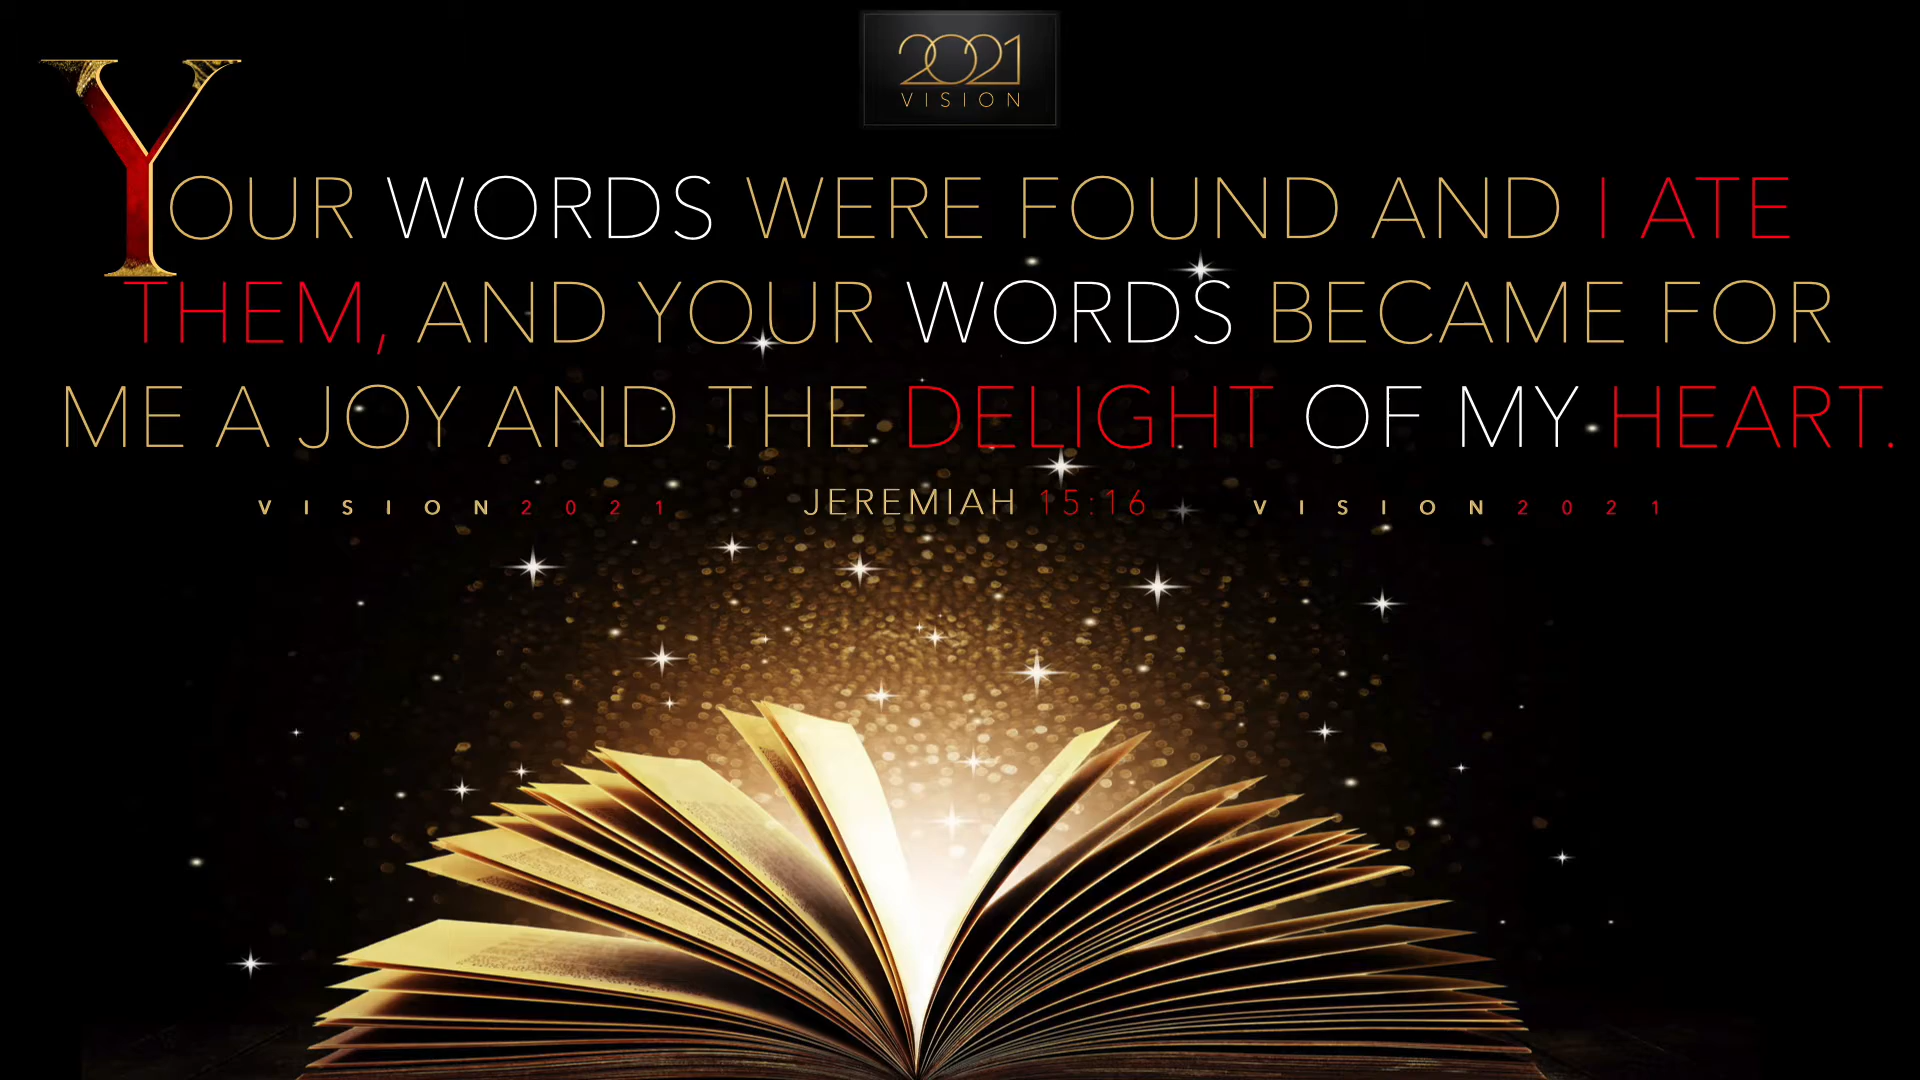 2021
VISION
YOUR WORDS WERE FOUND AND I ATE
THEM, AND YOUR WORDS BECAME FOR
ME A JOY AND THE DELIGHT OF MY HEART.
VISION2021 JEREMIAH 15:16 VISION2021